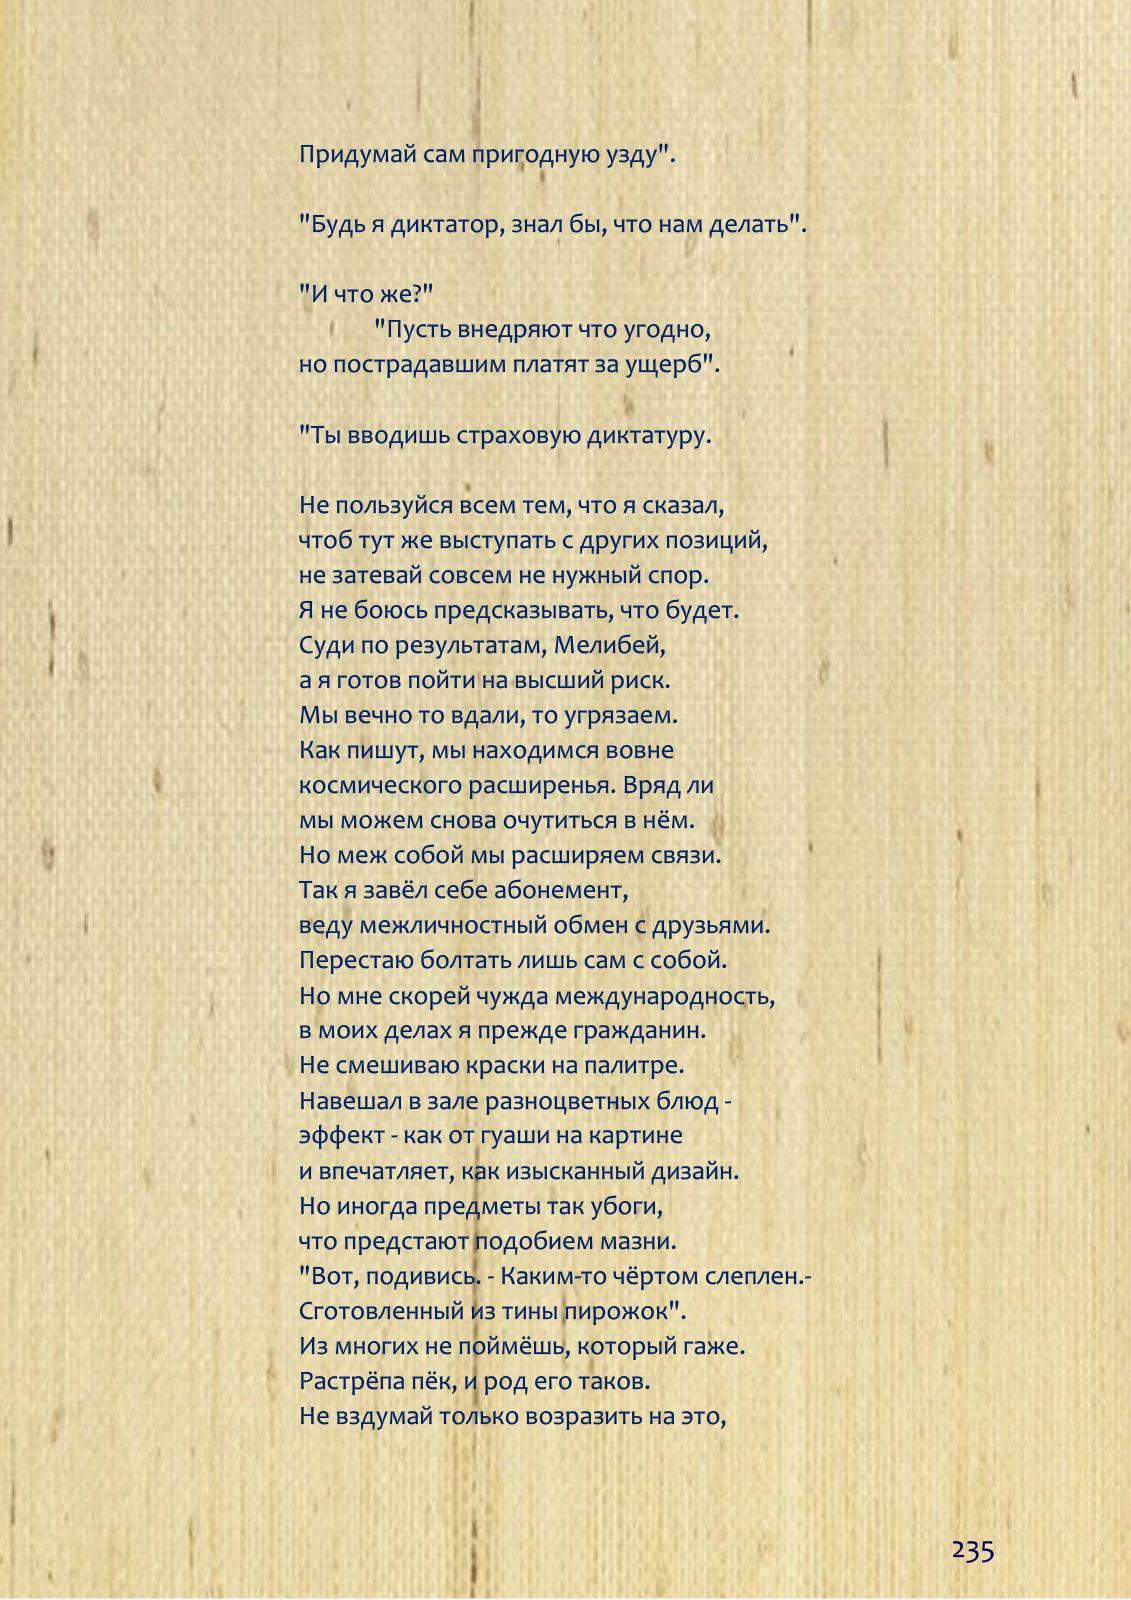 Придумай сам пригодную узду".
"Будь я диктатор, знал бы, что нам делать".
"И что же?"
"Пусть внедряют что угодно,
но пострадавшим платят за ущерб".
"Ты вводишь страховую диктатуру.
Не пользуйся всем тем, что я сказал,
чтоб тут же выступать с других позиций,
не затевай совсем не нужный спор.
Я не боюсь предсказывать, что будет.
Суди по результатам, Мелибей,
а я готов пойти на высший риск.
Мы вечно то вдали, то угрязаем.
Как пишут, мы находимся вовне
космического расширенья. Вряд ли
мы можем снова очутиться в нём.
Но меж собой мы расширяем связи.
Так я завёл себе абонемент,
веду межличностный обмен с друзьями.
Перестаю болтать лишь сам с собой.
Но мне скорей чужда международность,
в моих делах я прежде гражданин.
Не смешиваю краски на палитре.
Навешал в зале разноцветных блюд -
эффект - как от гуаши на картине
и впечатляет, как изысканный дизайн.
Но иногда предметы так убоги,
что предстают подобием мазни.
"Вот, подивись. - Каким-то чёртом слеплен.-
Сготовленный из тины пирожок".
Из многих не поймёшь, который гаже.
Растрёпа пёк, и род его таков.
Не вздумай только возразить на это,
235